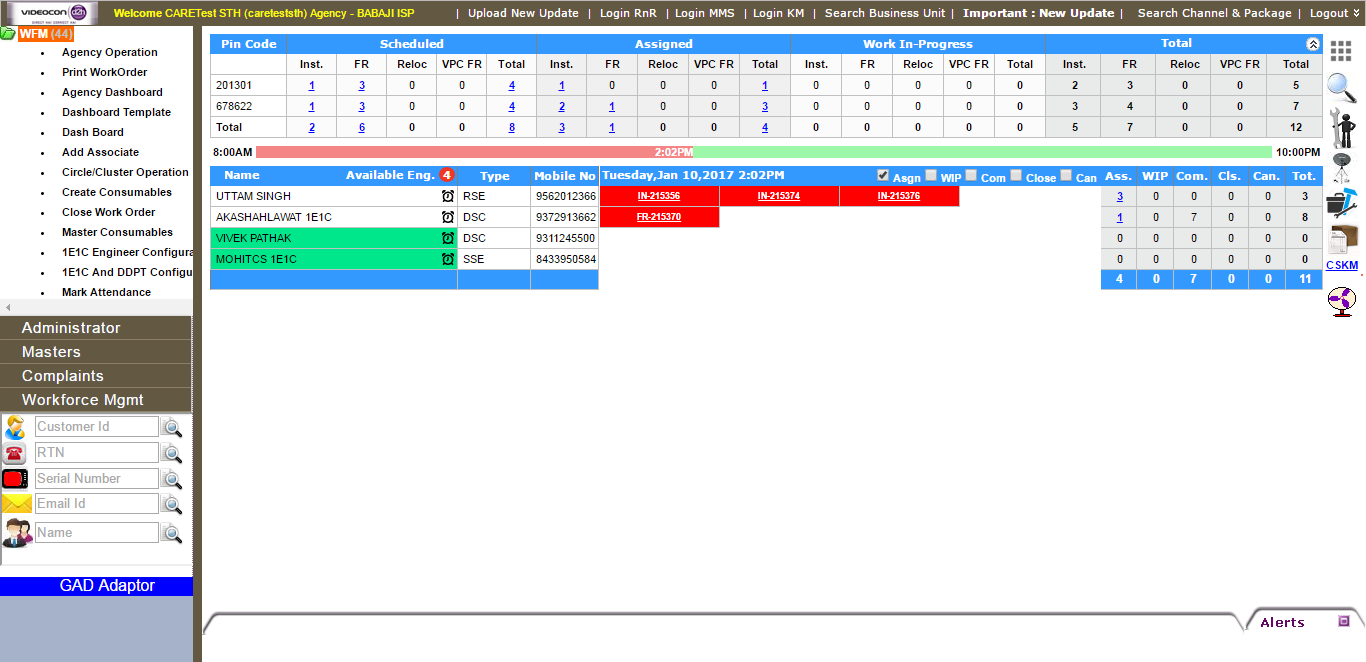 VIDEOCON d2h
DIRECT HAI CORRECT HAI
Welcome CARETest STH (careteststh) Agency - BABAJI ISP | Upload New Update | Login RnR | Login MMS | Login KM | Search Business Unit | Important : New Update | Search Channel & Package | Logout
WFM (44)
Agency Operation
Print WorkOrder
Agency Dashboard
Dashboard Template
Dash Board
Add Associate
Circle/Cluster Operation
Create Consumables
Close Work Order
Master Consumables
1E1C Engineer Configura
1E1C And DDPT Configu
Mark Attendance
Administrator
Masters
Complaints
Workforce Mgmt
Customer Id
RTN
Serial Number
Email Id
Name
GAD Adaptor
Pin Code Scheduled Assigned Work In-Progress Total
Inst. FR Reloc VPC FR Total Inst. FR Reloc VPC FR Total Inst. FR Reloc VPC FR Total Inst. FR Reloc VPC FR Total
201301 1 3 0 0 4 1 0 0 0 1 0 0 0 0 0 2 3 0 0 5
678622 1 3 0 0 4 2 1 0 0 3 0 0 0 0 0 3 4 0 0 7
Total 2 6 0 0 8 3 1 0 0 4 0 0 0 0 0 5 7 0 0 12
8:00AM 2:02PM 10:00PM
Name Available Eng. 4 Type Mobile No Tuesday,Jan 10,2017 2:02PM Asgn WIP Com Close Can Ass. WIP Com. Cls. Can. Tot.
UTTAM SINGH RSE 9562012366 IN-215356 IN-215374 IN-215376 3 0 0 0 0 3
AKASHAHLAWAT 1E1C DSC 9372913662 FR-215370 1 0 7 0 0 8
VIVEK PATHAK DSC 9311245500 0 0 0 0 0 0
MOHITCS 1E1C SSE 8433950584 0 0 0 0 0 0
4 0 7 0 0 11
CSKM
Alerts